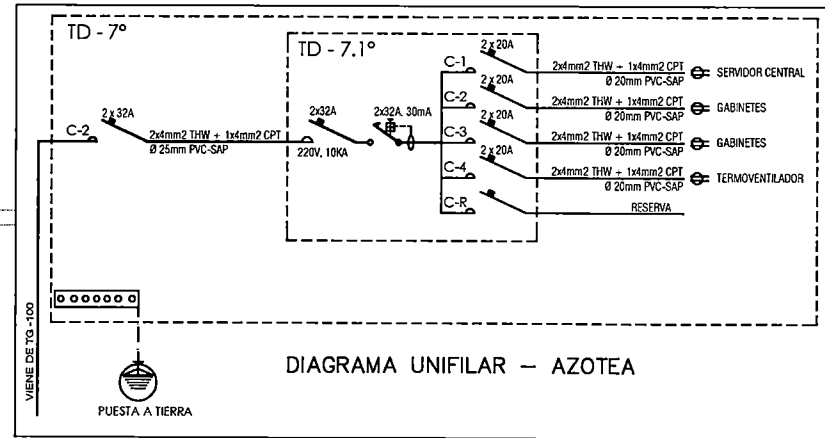 TD - 7°
TD - 7.1°
C-2
2 x 32A
2x4mm2 THW + 1x4mm2 CPT
Ø 25mm PVC-SAP
2x32A
220V, 10KA
2x32A, 30mA
C-1
2 x 20A
2x4mm2 THW + 1x4mm2 CPT
Ø 20mm PVC-SAP
SERVIDOR CENTRAL
C-2
2 x 20A
2x4mm2 THW + 1x4mm2 CPT
Ø 20mm PVC-SAP
GABINETES
C-3
2 x 20A
2x4mm2 THW + 1x4mm2 CPT
Ø 20mm PVC-SAP
GABINETES
C-4
2 x 20A
2x4mm2 THW + 1x4mm2 CPT
Ø 20mm PVC-SAP
TERMOVENTILADOR
C-R
RESERVA
VIENE DE TG -100
PUESTA A TIERRA
DIAGRAMA UNIFILAR – AZOTEA